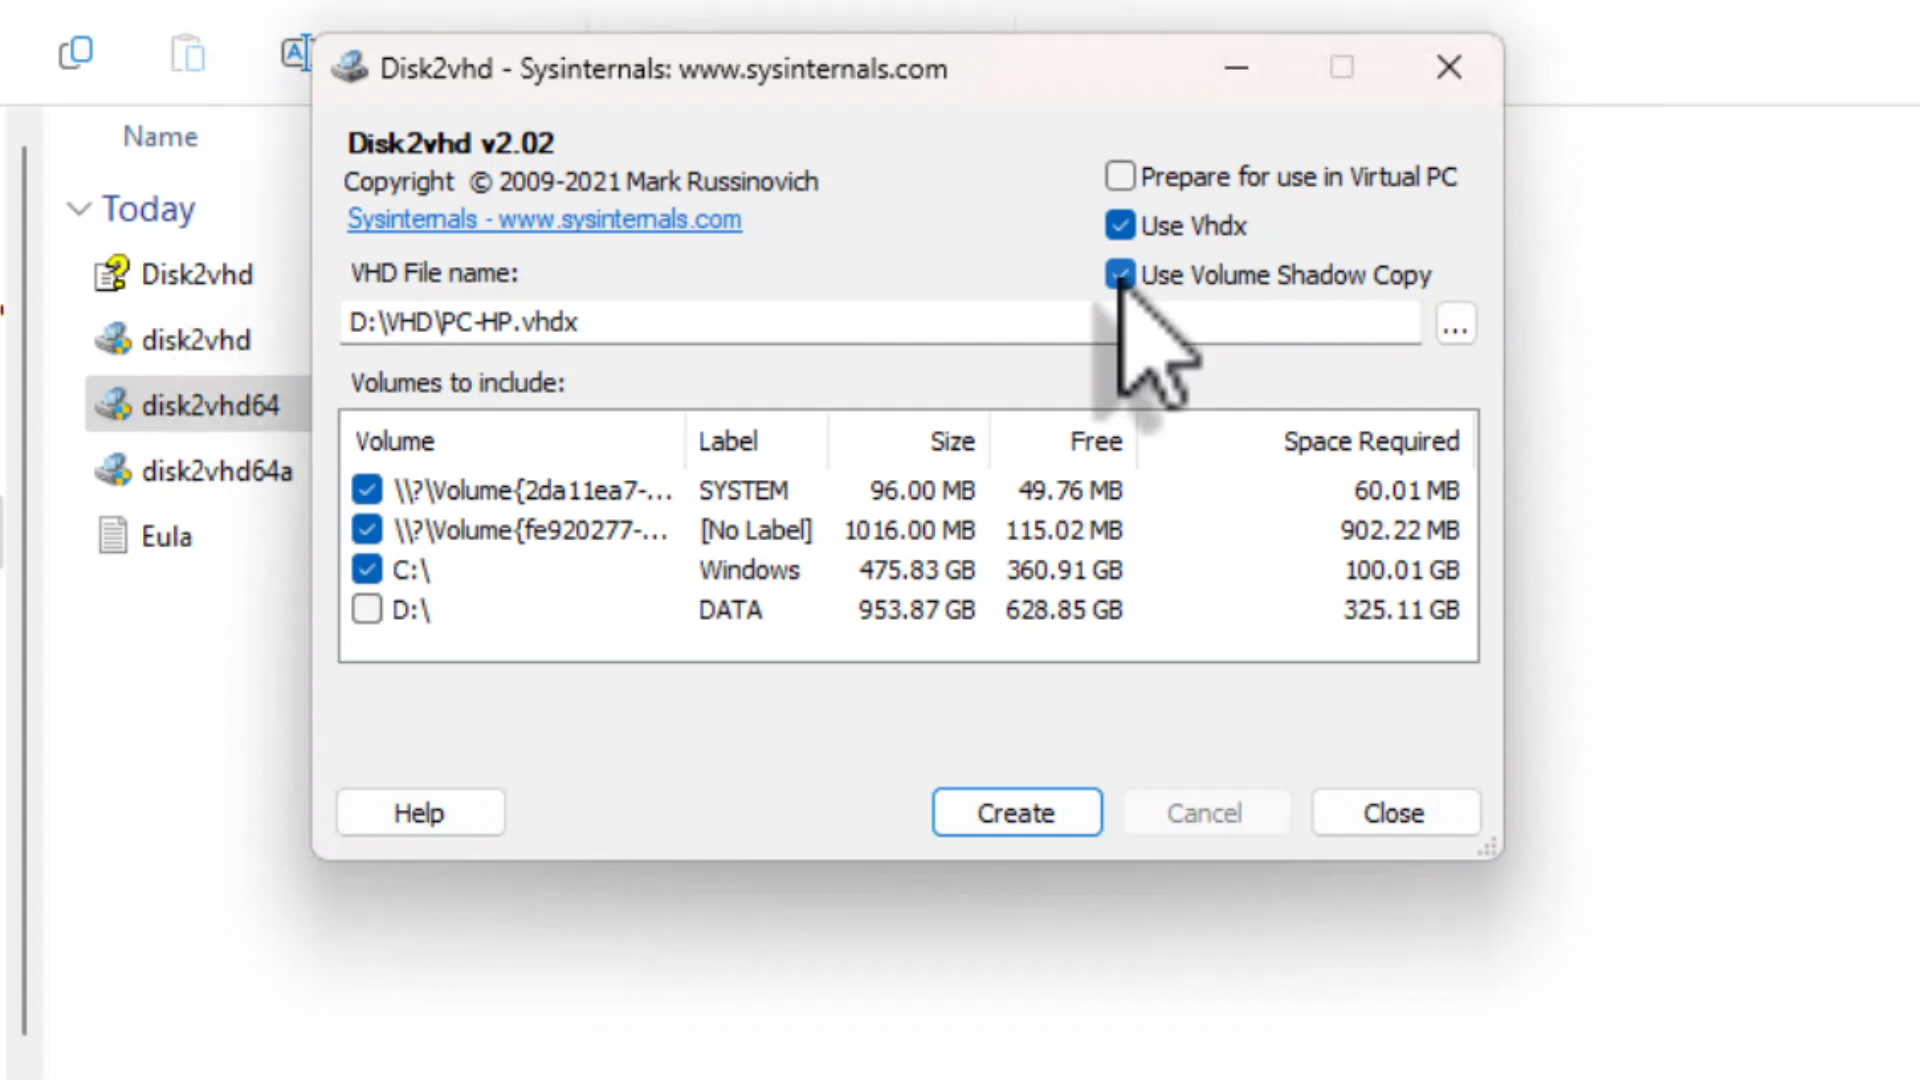 Disk2vhd - Sysinternals: www.sysinternals.com
Name
Today
Disk2vhd
disk2vhd
disk2vhd64
disk2vhd64a
Eula
Disk2vhd v2.02
Copyright © 2009-2021 Mark Russinovich
Sysinternals - www.sysinternals.com
Prepare for use in Virtual PC
Use Vhdx
Use Volume Shadow Copy
VHD File name:
D:\VHD\PC-HP.vhdx
...
Volumes to include:
Volume Label Size Free Space Required
\\?\Volume{2da11ea7-... SYSTEM 96.00 MB 49.76 MB 60.01 MB
\\?\Volume{fe920277-... [No Label] 1016.00 MB 115.02 MB 902.22 MB
C:\ Windows 475.83 GB 360.91 GB 100.01 GB
D:\ DATA 953.87 GB 628.85 GB 325.11 GB
Help Create Cancel Close